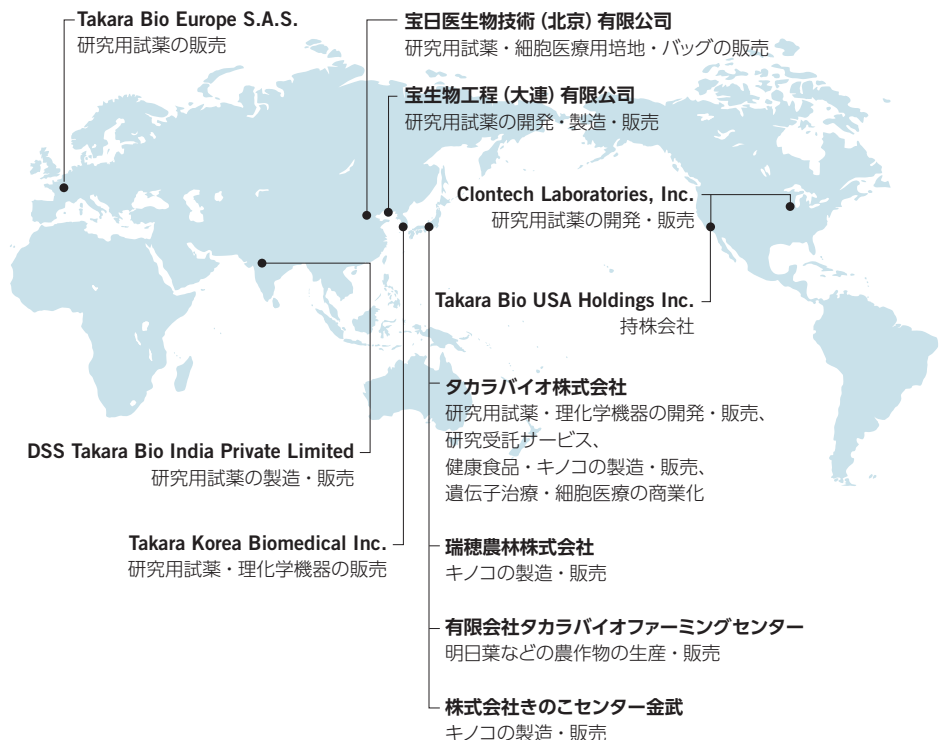 Takara Bio Europe S.A.S.
研究用試薬の販売
宝日医生物技術（北京）有限公司
研究用試薬・細胞医療用培地・バッグの販売
宝生物工程（大連）有限公司
研究用試薬の開発・製造・販売
Clontech Laboratories, Inc.
研究用試薬の開発・販売
Takara Bio USA Holdings Inc.
持株会社
タカラバイオ株式会社
研究用試薬・理化学機器の開発・販売、
研究受託サービス、
健康食品・キノコの製造・販売、
遺伝子治療・細胞医療の商業化
DSS Takara Bio India Private Limited
研究用試薬の製造・販売
Takara Korea Biomedical Inc.
研究用試薬・理化学機器の販売
瑞穂農林株式会社
キノコの製造・販売
有限会社タカラバイオファーミングセンター
明日葉などの農作物の生産・販売
株式会社きのこセンター金武
キノコの製造・販売